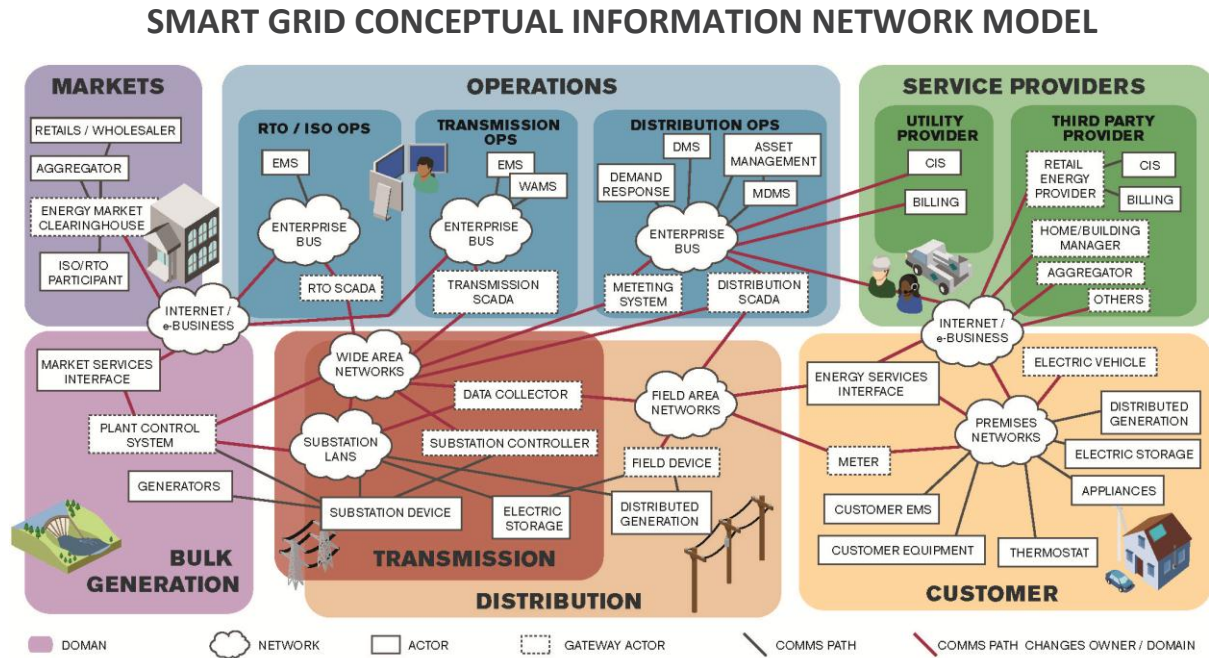 SMART GRID CONCEPTUAL INFORMATION NETWORK MODEL
MARKETS
RETAILS / WHOLESALER
AGGREGATOR
ENERGY MARKET
CLEARINGHOUSE
ISO/RTO
PARTICIPANT
INTERNET /
e-BUSINESS
OPERATIONS
RTO / ISO OPS
EMS
ENTERPRISE
BUS
RTO SCADA
TRANSMISSION
OPS
EMS
WAMS
ENTERPRISE
BUS
TRANSMISSION
SCADA
DISTRIBUTION OPS
DMS
ASSET
MANAGEMENT
DEMAND
RESPONSE
MDMS
ENTERPRISE
BUS
METETING
SYSTEM
DISTRIBUTION
SCADA
SERVICE PROVIDERS
UTILITY
PROVIDER
CIS
BILLING
THIRD PARTY
PROVIDER
RETAIL
ENERGY
PROVIDER
CIS
BILLING
HOME/BUILDING
MANAGER
AGGREGATOR
OTHERS
INTERNET /
e-BUSINESS
MARKET SERVICES
INTERFACE
PLANT CONTROL
SYSTEM
GENERATORS
BULK
GENERATION
WIDE AREA
NETWORKS
DATA COLLECTOR
SUBSTATION
LANS
SUBSTATION CONTROLLER
SUBSTATION DEVICE
ELECTRIC
STORAGE
TRANSMISSION
FIELD AREA
NETWORKS
FIELD DEVICE
DISTRIBUTED
GENERATION
DISTRIBUTION
ENERGY SERVICES
INTERFACE
ELECTRIC VEHICLE
PREMISES
NETWORKS
DISTRIBUTED
GENERATION
METER
ELECTRIC STORAGE
APPLIANCES
CUSTOMER EMS
CUSTOMER EQUIPMENT
THERMOSTAT
CUSTOMER
DOMAN
NETWORK
ACTOR
GATEWAY ACTOR
COMMS PATH
COMMS PATH CHANGES OWNER / DOMAIN